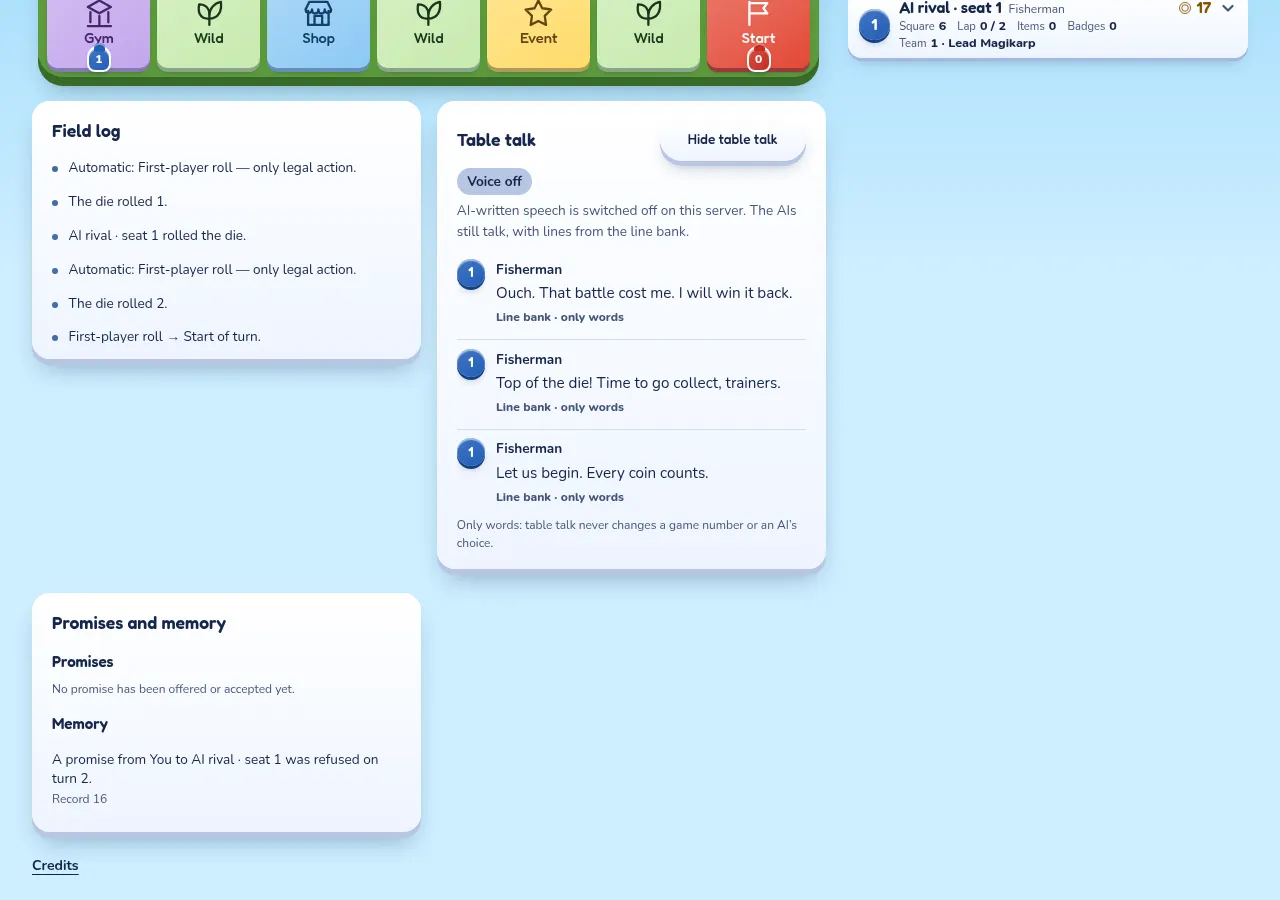 Gym
1
Wild
Shop
Wild
Event
Wild
Start
0
1
AI rival · seat 1 Fisherman
17
Square 6 Lap 0 / 2 Items 0 Badges 0
Team 1 · Lead Magikarp
Field log
Automatic: First-player roll — only legal action.
The die rolled 1.
AI rival · seat 1 rolled the die.
Automatic: First-player roll — only legal action.
The die rolled 2.
First-player roll → Start of turn.
Table talk
Hide table talk
Voice off
AI-written speech is switched off on this server. The AIs
still talk, with lines from the line bank.
1
Fisherman
Ouch. That battle cost me. I will win it back.
Line bank · only words
1
Fisherman
Top of the die! Time to go collect, trainers.
Line bank · only words
1
Fisherman
Let us begin. Every coin counts.
Line bank · only words
Only words: table talk never changes a game number or an AI's
choice.
Promises and memory
Promises
No promise has been offered or accepted yet.
Memory
A promise from You to AI rival · seat 1 was refused on
turn 2.
Record 16
Credits